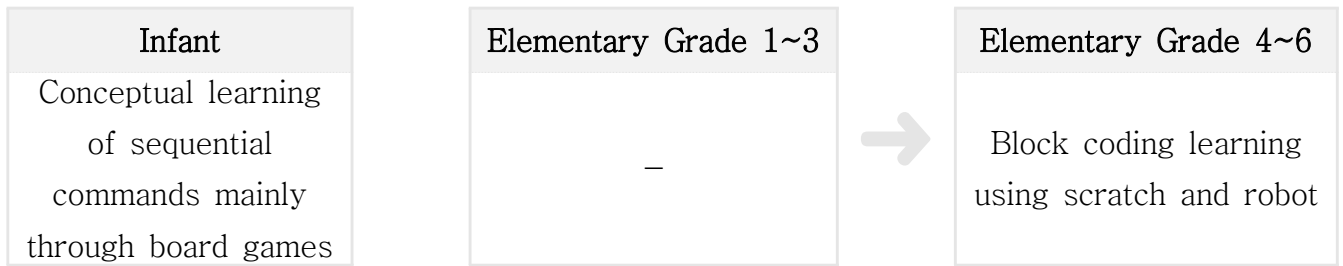 Infant
Conceptual learning
of sequential
commands mainly
through board games
Elementary Grade 1~3
–
Elementary Grade 4~6
Block coding learning
using scratch and robot